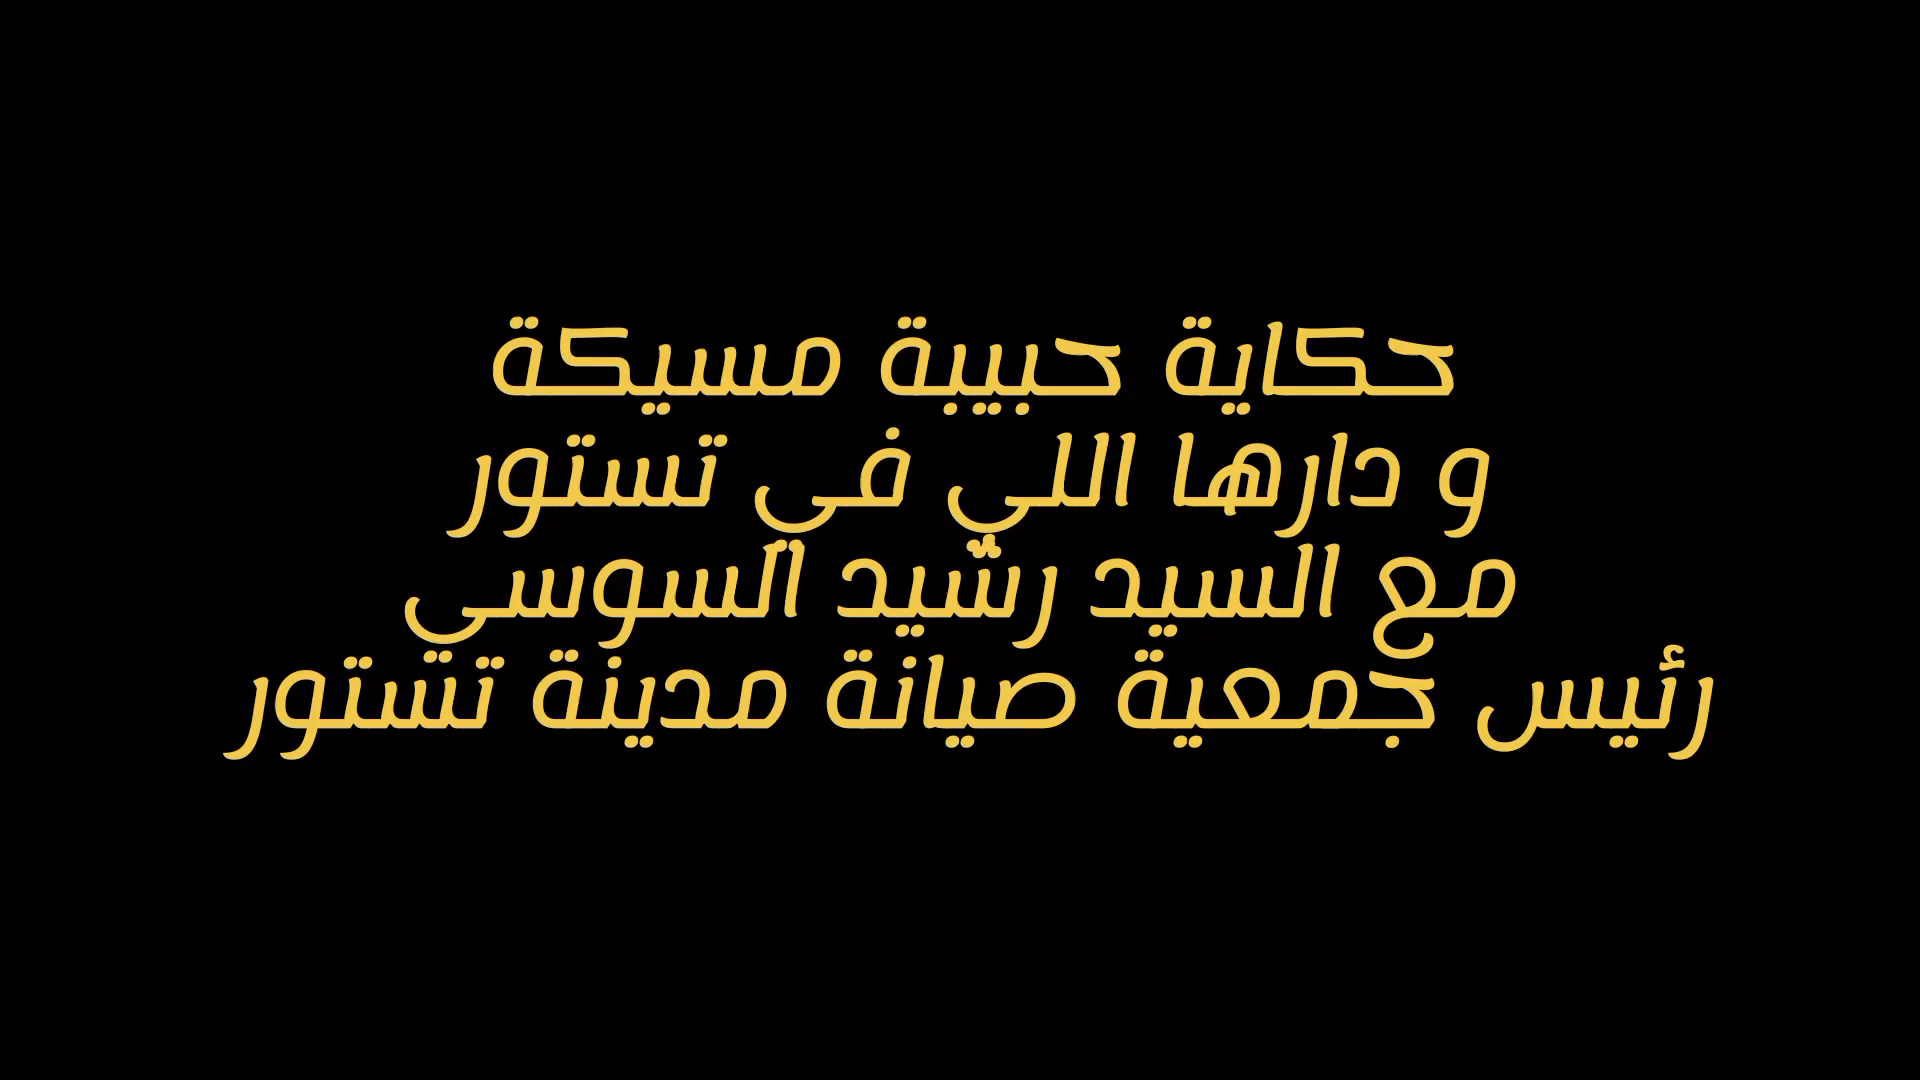 حكاية حبيبة مسيكة
و دارها اللي في تستور
مع السيد رشيد السوسي
رئيس جمعية صيانة مدينة تستور